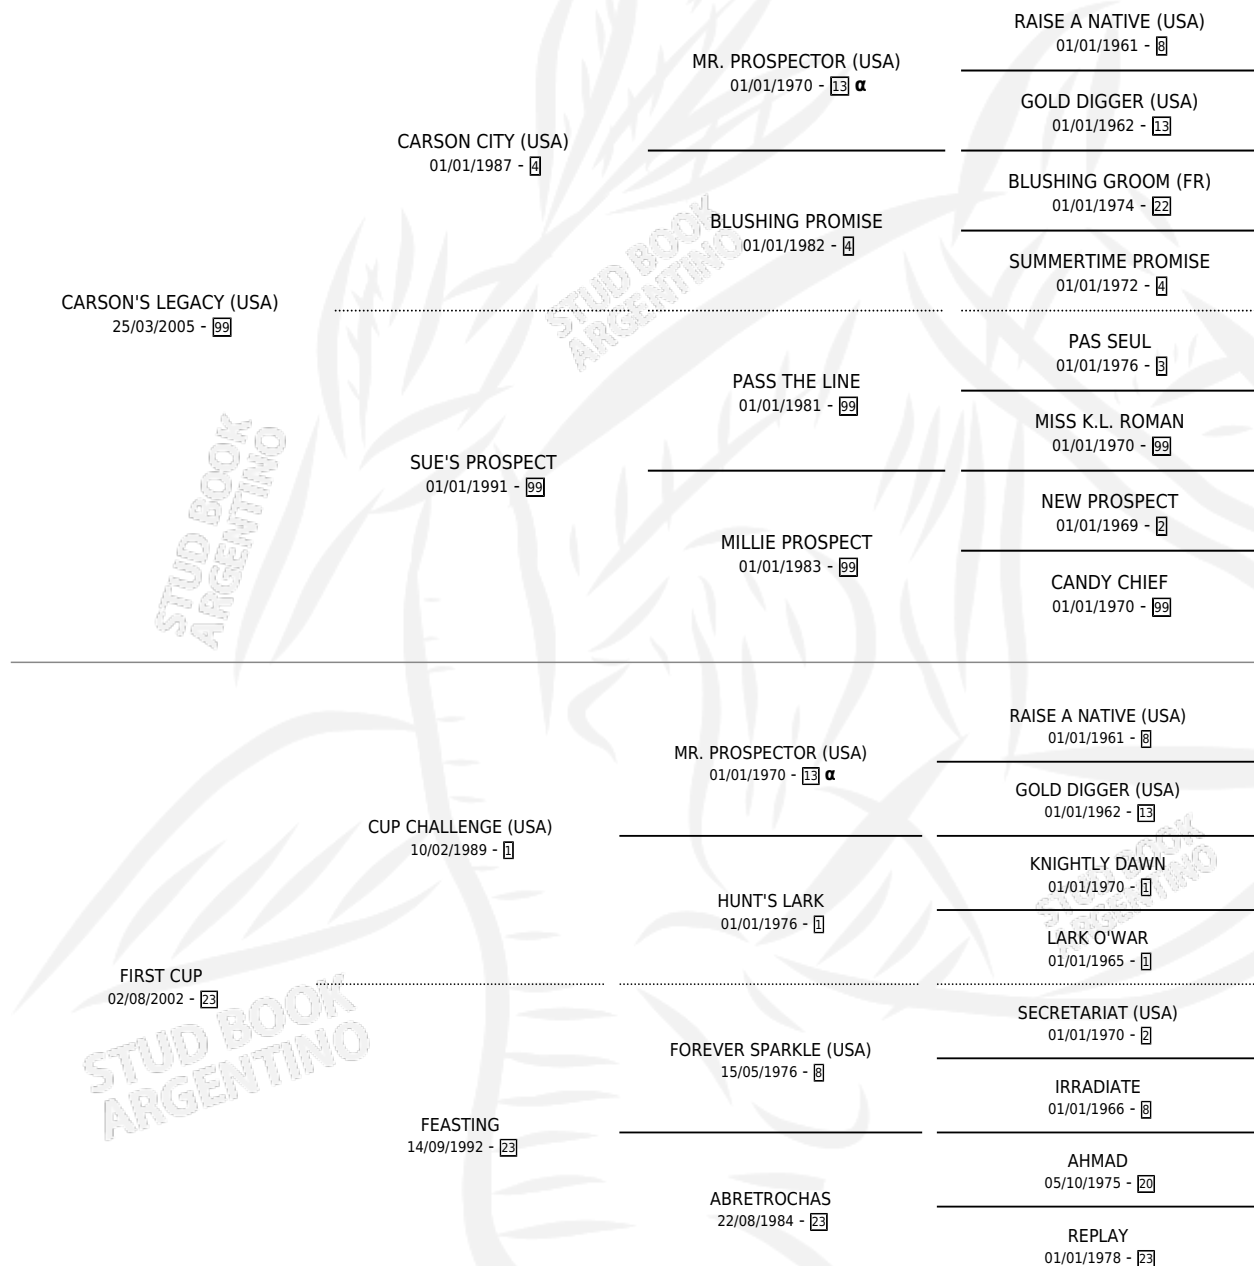 RAISE A NATIVE (USA)
01/01/1961 - 8
MR. PROSPECTOR (USA)
01/01/1970 - 13 α
GOLD DIGGER (USA)
01/01/1962 - 13
CARSON CITY (USA)
01/01/1987 - 4
BLUSHING GROOM (FR)
01/01/1974 - 22
BLUSHING PROMISE
01/01/1982 - 4
SUMMERTIME PROMISE
01/01/1972 - 4
CARSON'S LEGACY (USA)
25/03/2005 - 99
STUD BOOK
ARGENTINO
PAS SEUL
01/01/1976 - 3
PASS THE LINE
01/01/1981 - 99
MISS K.L. ROMAN
01/01/1970 - 99
SUE'S PROSPECT
01/01/1991 - 99
STUD BOOK
ARGENTINO
NEW PROSPECT
01/01/1969 - 2
MILLIE PROSPECT
01/01/1983 - 99
CANDY CHIEF
01/01/1970 - 99
RAISE A NATIVE (USA)
01/01/1961 - 8
MR. PROSPECTOR (USA)
01/01/1970 - 13 α
GOLD DIGGER (USA)
01/01/1962 - 13
CUP CHALLENGE (USA)
10/02/1989 - 1
KNIGHTLY DAWN
01/01/1970 - 1
HUNT'S LARK
01/01/1976 - 1
STUD BOOK
ARGENTINO
LARK O'WAR
01/01/1965 - 1
FIRST CUP
02/08/2002 - 23
STUD BOOK
ARGENTINO
SECRETARIAT (USA)
01/01/1970 - 2
FOREVER SPARKLE (USA)
15/05/1976 - 8
IRRADIATE
01/01/1966 - 8
FEASTING
14/09/1992 - 23
AHMAD
05/10/1975 - 20
ABRETROCHAS
22/08/1984 - 23
REPLAY
01/01/1978 - 23